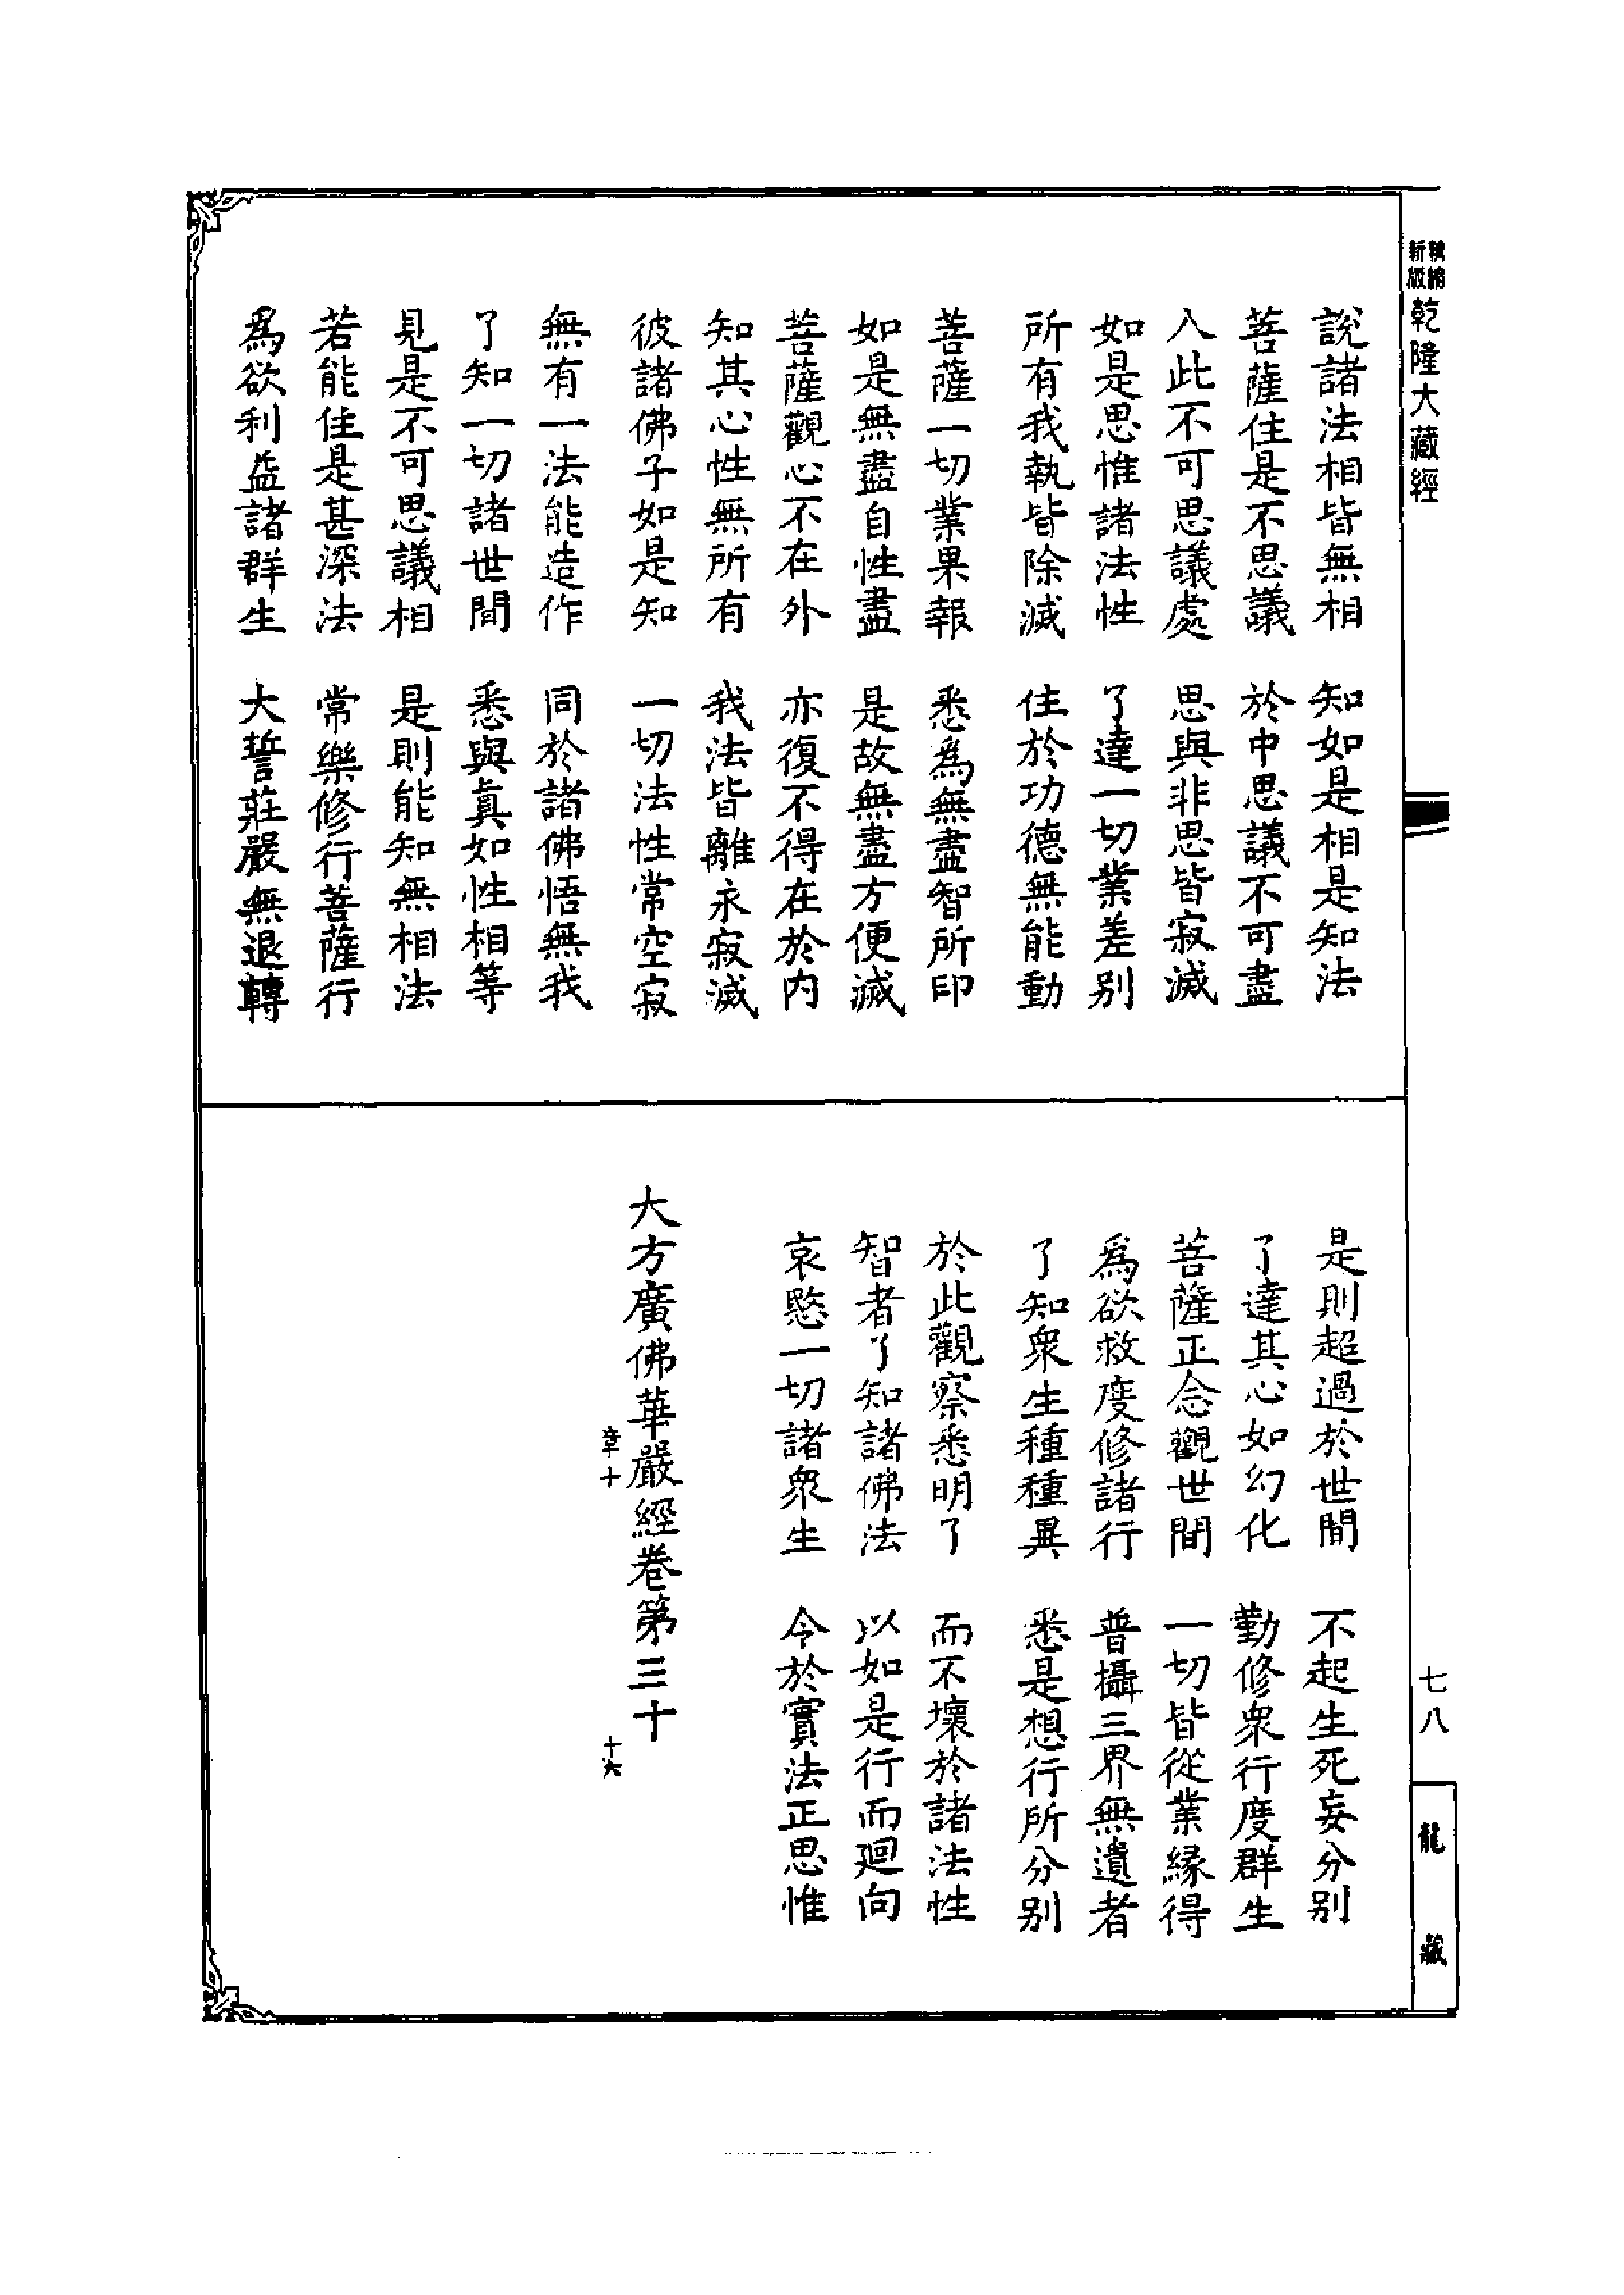 新版
精縮
乾隆大藏經
七八
龍藏
說諸法相皆無相　知如是相是知法
菩薩住是不思議　於中思議不可盡
入此不可思議處　思與非思皆寂滅
如是思惟諸法性　了達一切業差別
所有我執皆除滅　住於功德無能動
菩薩一切業果報　悉爲無盡智所印
如是無盡自性盡　是故無盡方便滅
菩薩觀心不在外　亦復不得在於内
知其心性無所有　我法皆離永寂滅
彼諸佛子如是知　一切法性常空寂
無有一法能造作　同於諸佛悟無我
了知一切諸世間　悉與真如性相等
見是不可思議相　是則能知無相法
若能住是甚深法　常樂修行菩薩行
爲欲利益諸群生　大誓莊嚴無退轉
是則超過於世間　不起生死妄分別
了達其心如幻化　勤修衆行度群生
菩薩正念觀世間　一切皆從業緣得
爲欲救度修諸行　普攝三界無遺者
了知衆生種種異　悉是想行所分別
於此觀察悉明了　而不壞於諸法性
智者了知諸佛法　以如是行而廻向
哀愍一切諸衆生　令於實法正思惟
大方廣佛華嚴經卷第三十
章十　十六